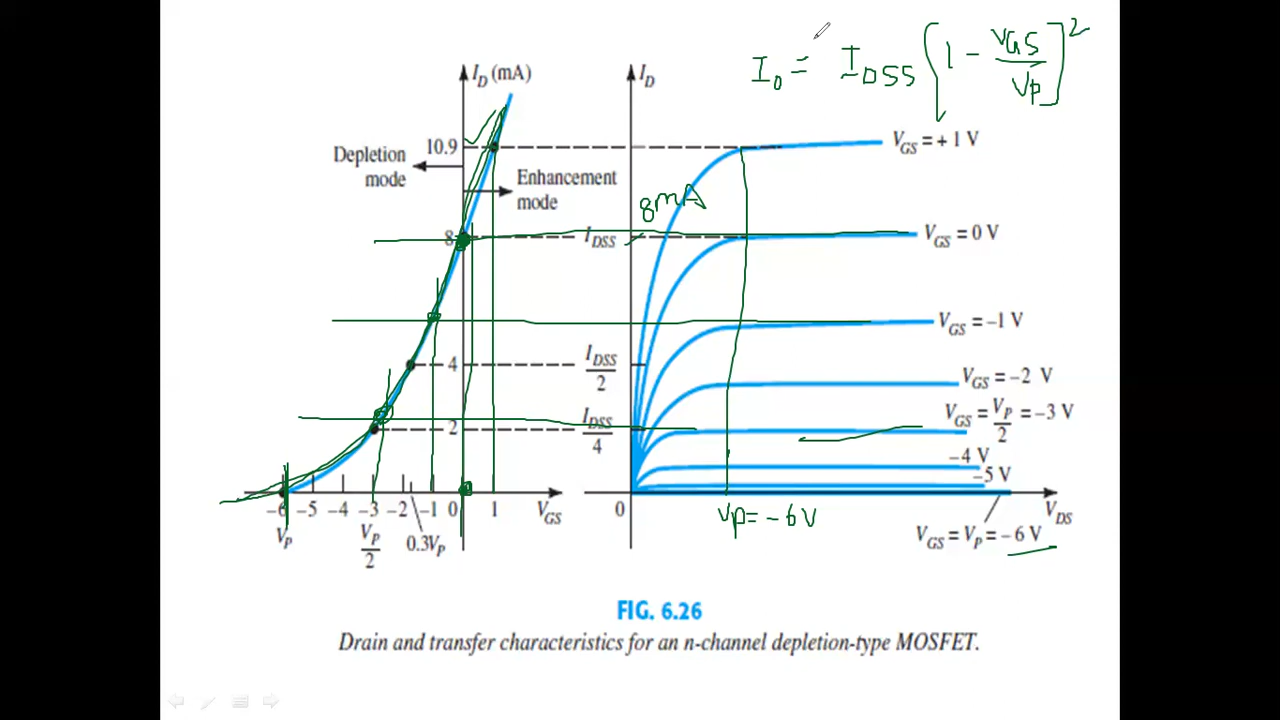 I_D = I_DSS [1 - VGS/Vp]^2
I_D (mA)
I_D
10.9
V_GS = + 1 V
Depletion
mode
Enhancement
mode
8mA
8
I_DSS
V_GS = 0 V
V_GS = -1 V
4
I_DSS/2
V_GS = -2 V
V_GS = V_P/2 = -3 V
2
I_DSS/4
-4 V
-5 V
-6 -5 -4 -3 -2 -1 0 1 V_GS
0
V_DS
V_P
V_P/2
0.3V_P
Vp = -6V
V_GS = V_P = -6 V
FIG. 6.26
Drain and transfer characteristics for an n-channel depletion-type MOSFET.